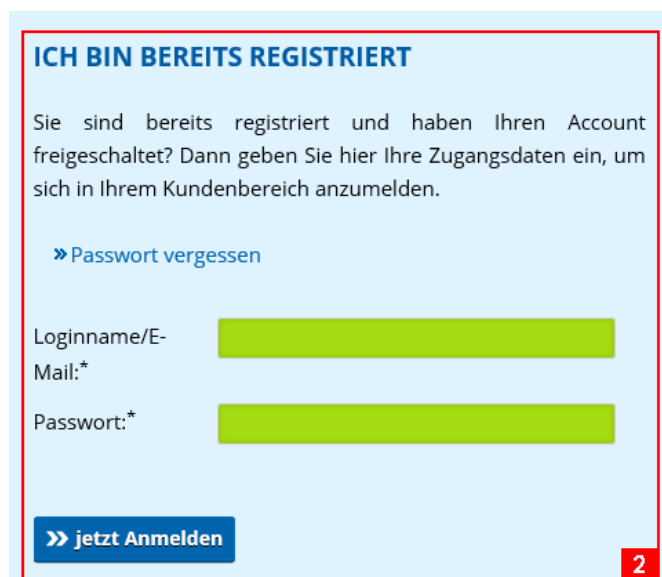 ICH BIN BEREITS REGISTRIERT
Sie sind bereits registriert und haben Ihren Account
freigeschaltet? Dann geben Sie hier Ihre Zugangsdaten ein, um
sich in Ihrem Kundenbereich anzumelden.
» Passwort vergessen
Loginname/E-
Mail:*
Passwort:*
» jetzt Anmelden
2